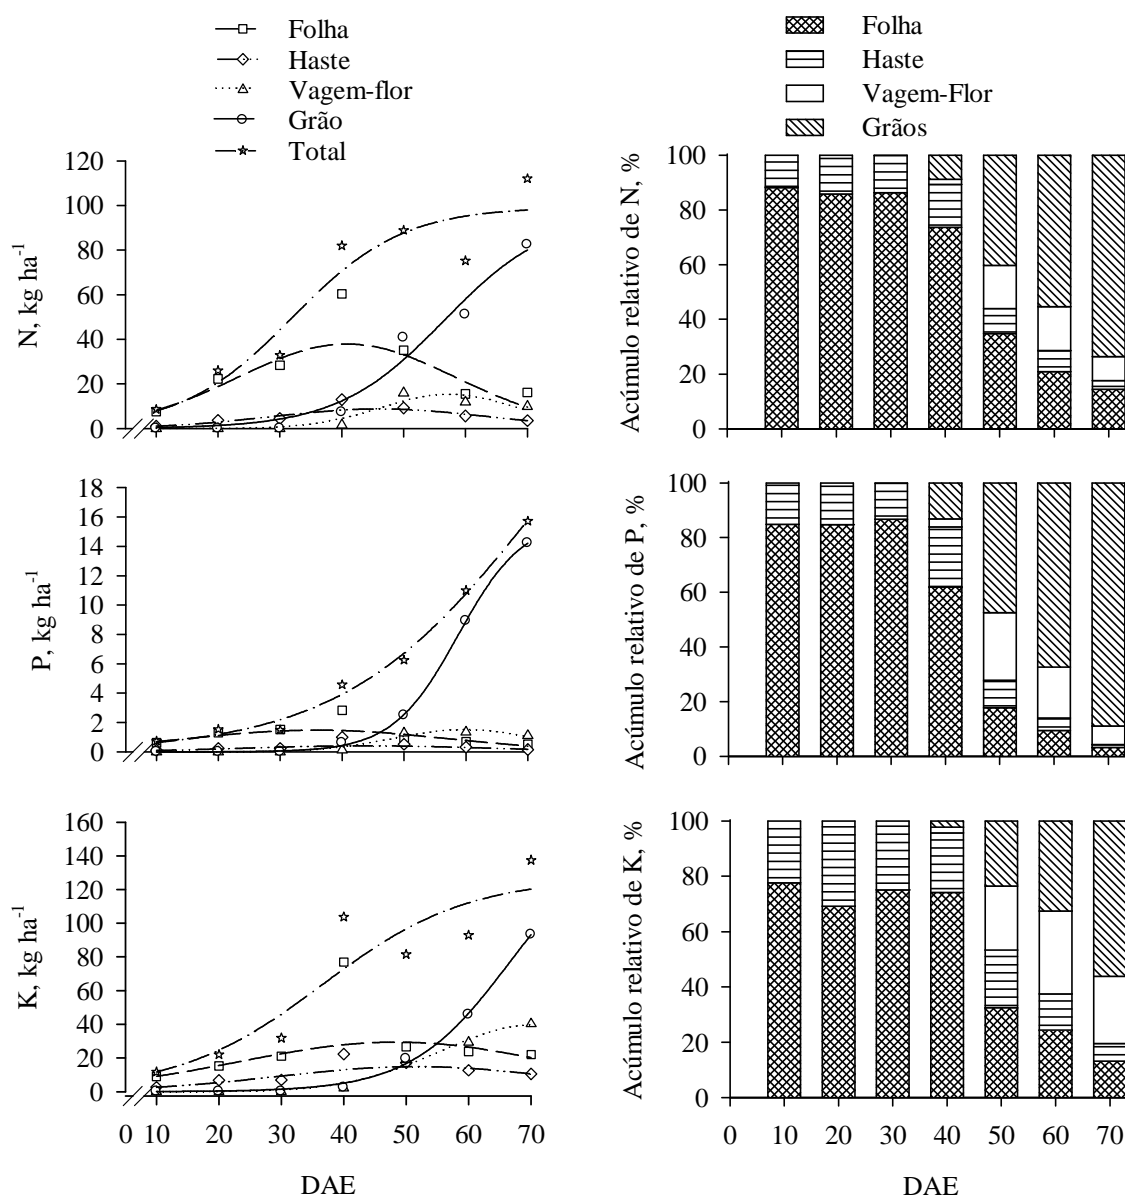 Folha
Haste
Vagem-flor
Grão
Total
Folha
Haste
Vagem-Flor
Grãos
N, kg ha-1
120
100
80
60
40
20
0
Acúmulo relativo de N, %
100
80
60
40
20
0
P, kg ha-1
18
16
14
12
10
8
6
4
2
0
Acúmulo relativo de P, %
100
80
60
40
20
0
K, kg ha-1
160
140
120
100
80
60
40
20
0
0 10 20 30 40 50 60 70
DAE
Acúmulo relativo de K, %
100
80
60
40
20
0
0 10 20 30 40 50 60 70
DAE